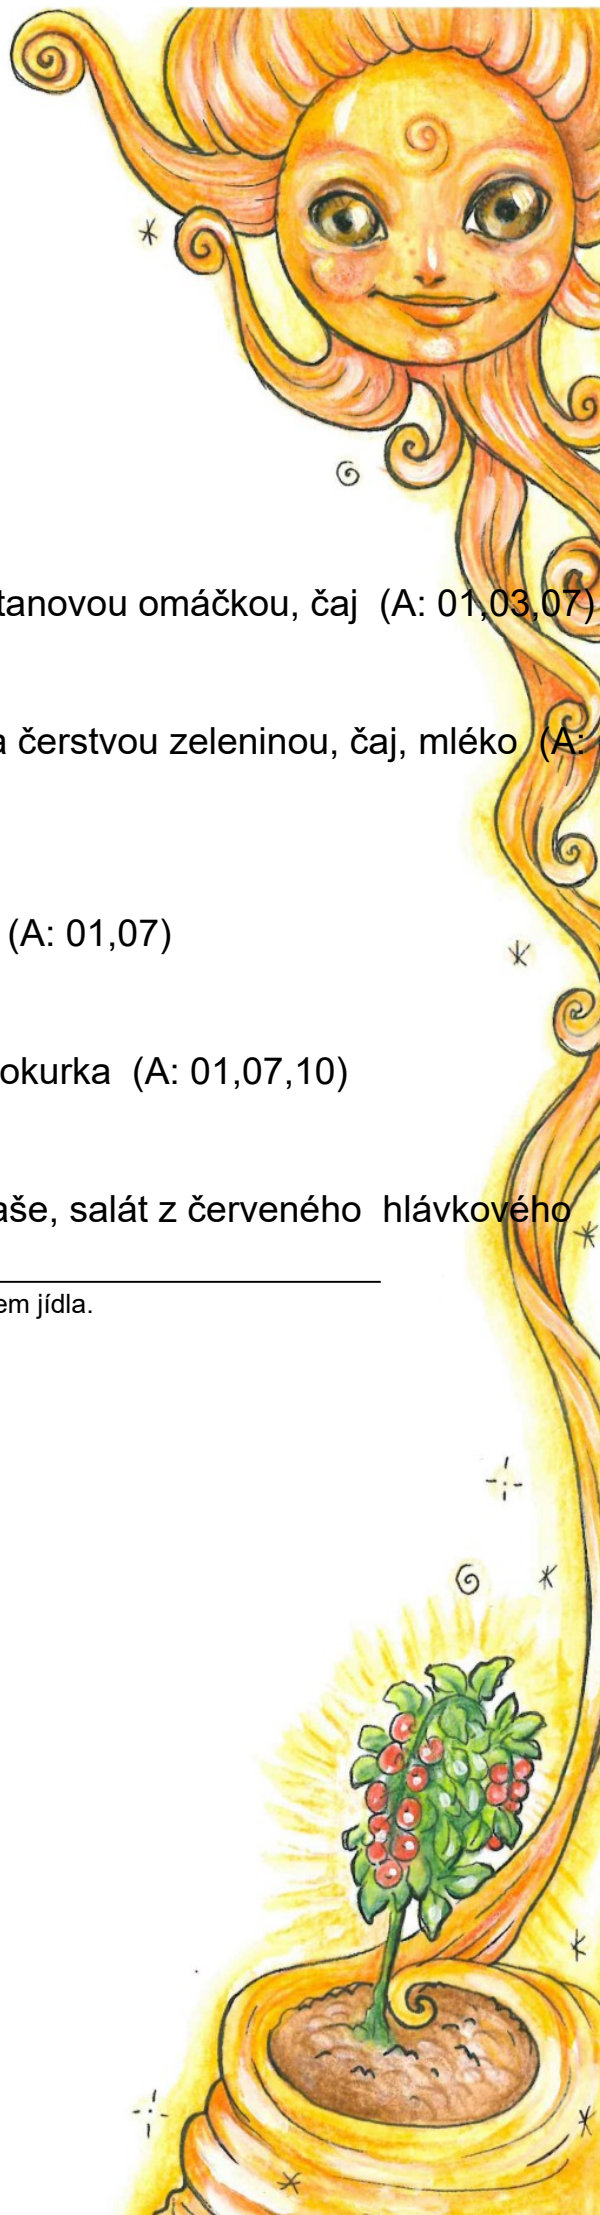 tanovou omáčkou, čaj (A: 01,03,07)
a čerstvou zeleninou, čaj, mléko (A:
(A: 01,07)
okurka (A: 01,07,10)
aše, salát z červeného hlávkového
em jídla.